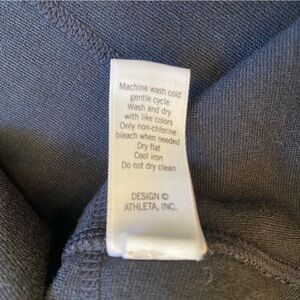 Machine wash cold
gentle cycle
Wash and dry
with like colors
Only non-chlorine
bleach when needed
Dry flat
Cool iron
Do not dry clean
DESIGN ©
ATHLETA, INC.